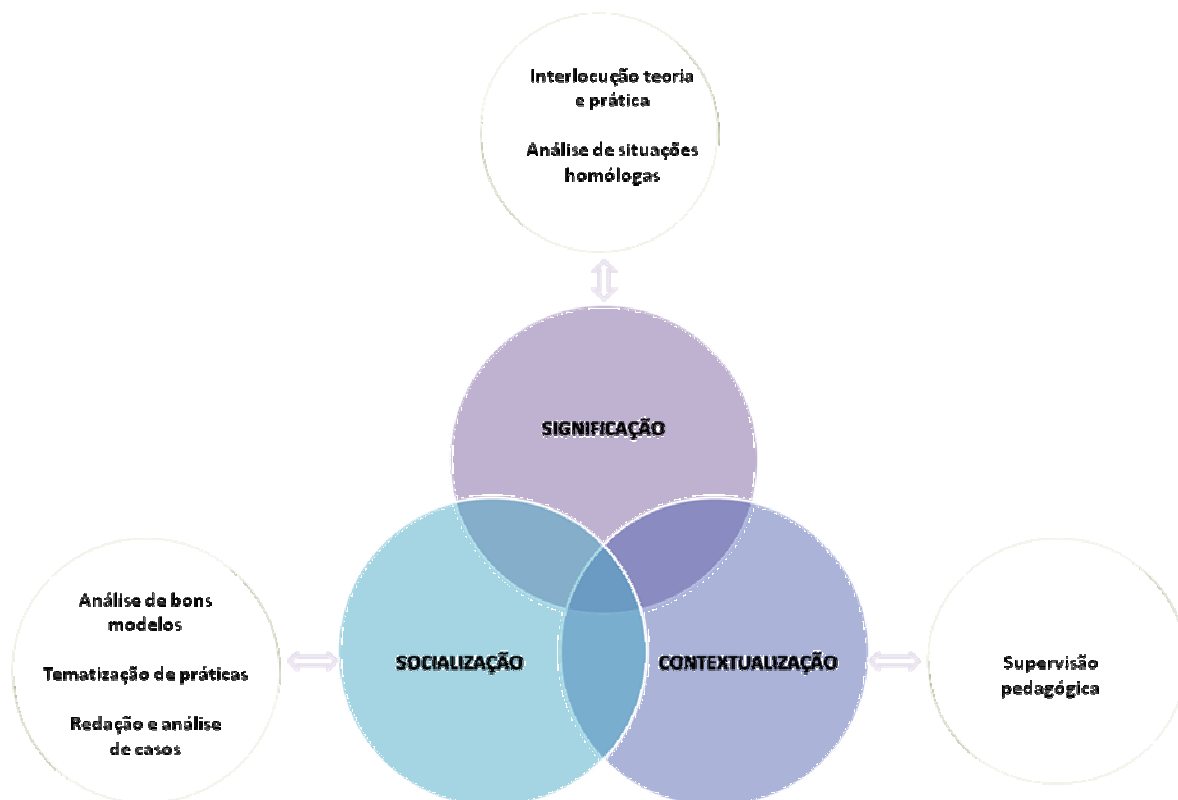 Interlocução teoria
e prática
Análise de situações
homólogas
SIGNIFICAÇÃO
Análise de bons
modelos
Tematização de práticas
Redação e análise
de casos
SOCIALIZAÇÃO
CONTEXTUALIZAÇÃO
Supervisão
pedagógica